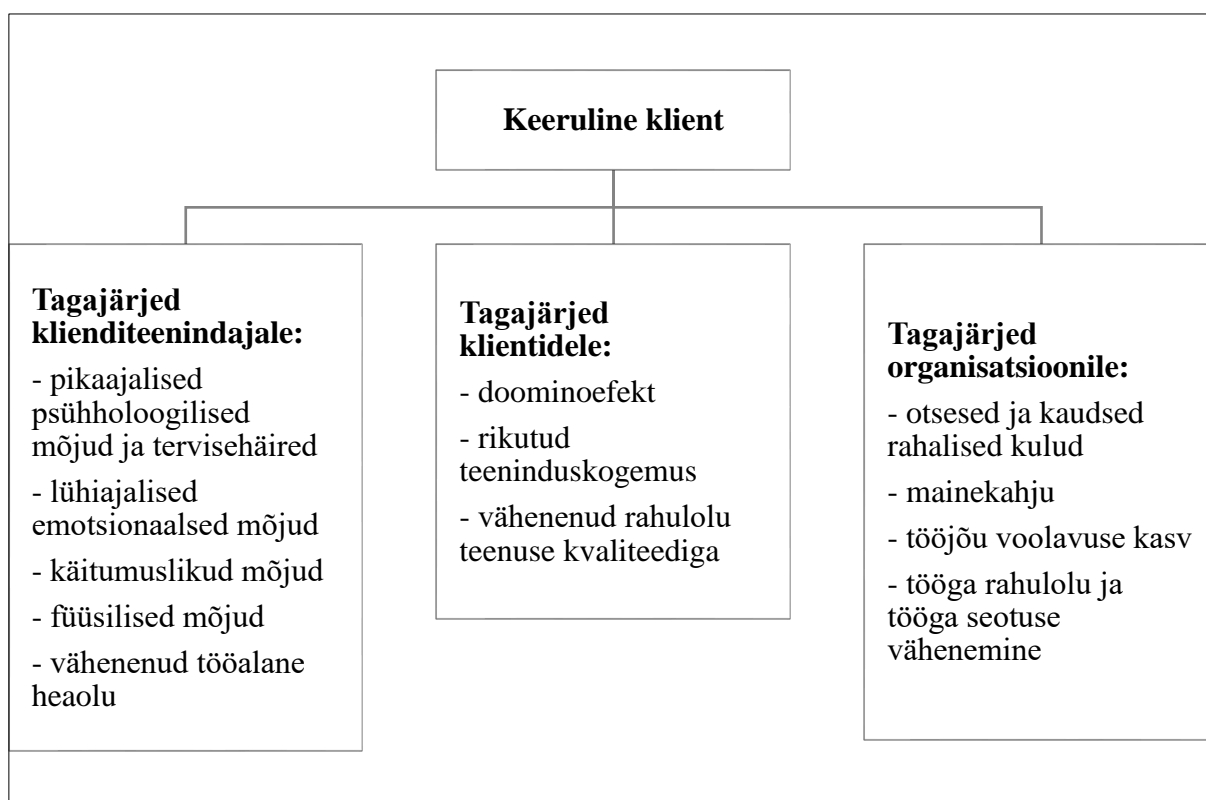 Keeruline klient
Tagajärjed
klienditeenindajale:
- pikaajalised
psühholoogilised
mõjud ja tervisehäired
- lühiajalised
emotsionaalsed mõjud
- käitumuslikud mõjud
- füüsilised mõjud
- vähenenud tööalane
heaolu
Tagajärjed
klientidele:
- doominoefekt
- rikutud
teeninduskogemus
- vähenenud rahulolu
teenuse kvaliteediga
Tagajärjed
organisatsioonile:
- otsesed ja kaudsed
rahalised kulud
- mainekahju
- tööjõu voolavuse kasv
- tööga rahulolu ja
tööga seotuse
vähenemine